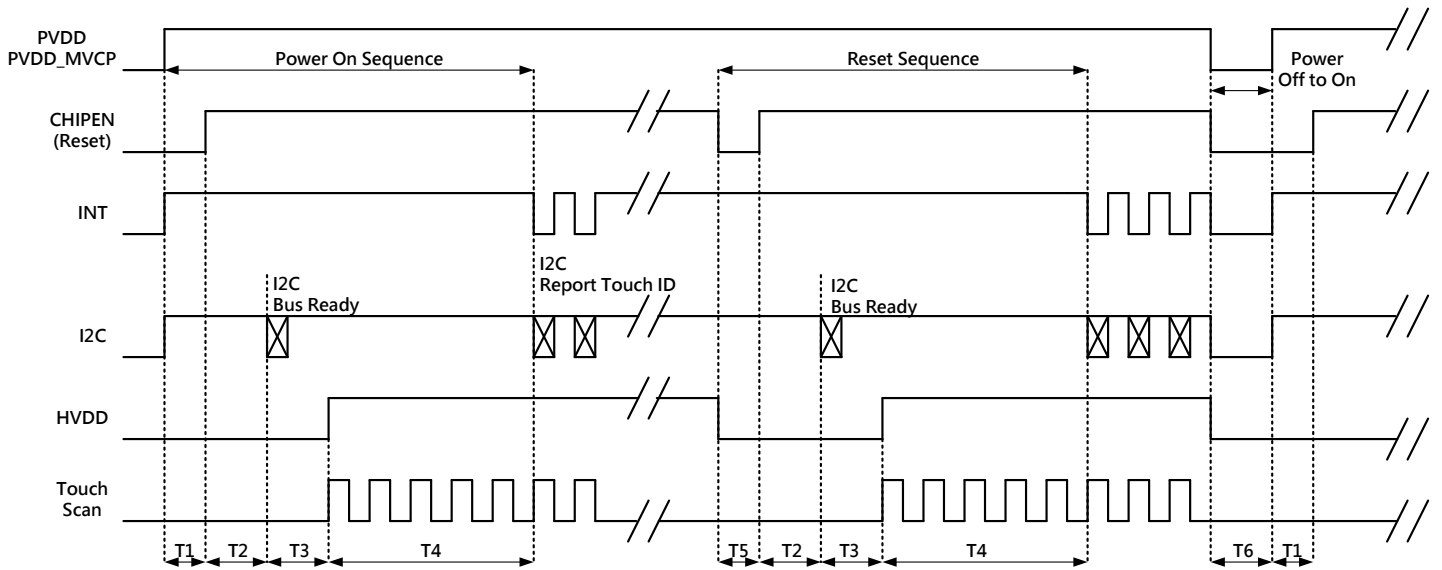 PVDD
PVDD_MVCP
Power On Sequence
Reset Sequence
Power
Off to On
CHIPEN
(Reset)
INT
I2C
Bus Ready
I2C
Report Touch ID
I2C
Bus Ready
I2C
HVDD
Touch
Scan
T1 T2 T3 T4 T5 T2 T3 T4 T6 T1